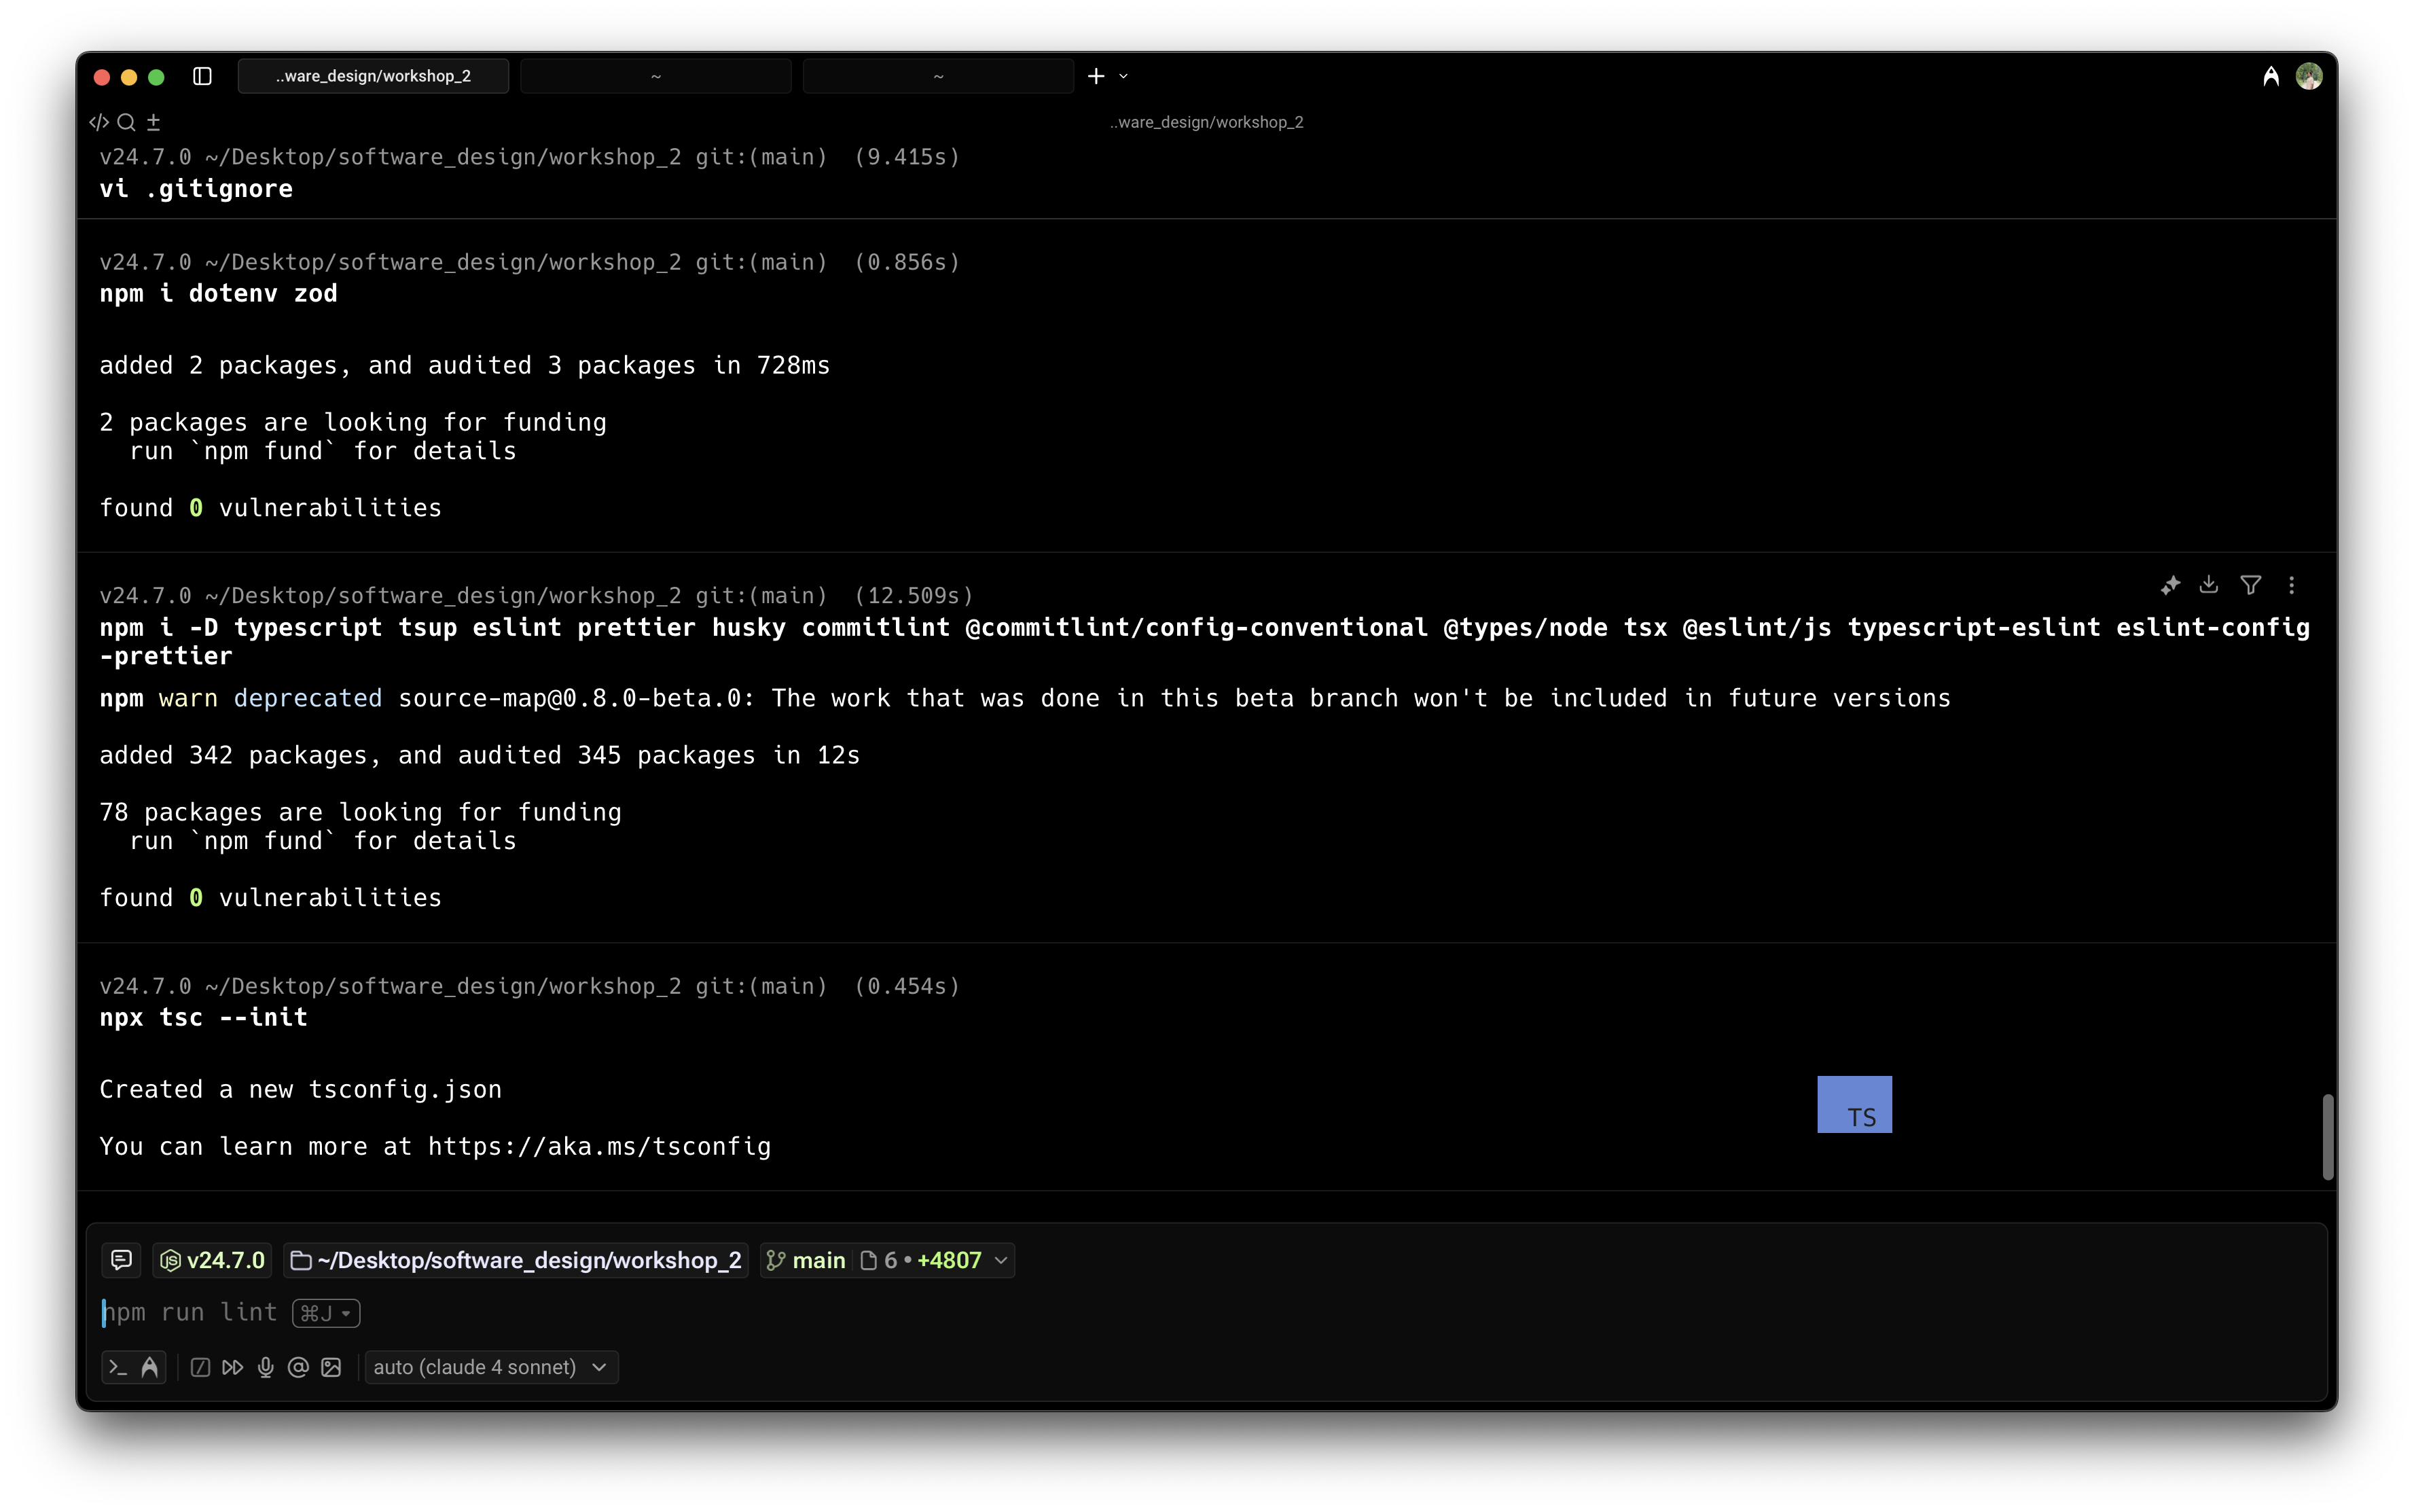 ..ware_design/workshop_2
~
~
..ware_design/workshop_2
v24.7.0 ~/Desktop/software_design/workshop_2 git:(main) (9.415s)
vi .gitignore
v24.7.0 ~/Desktop/software_design/workshop_2 git:(main) (0.856s)
npm i dotenv zod
added 2 packages, and audited 3 packages in 728ms
2 packages are looking for funding
run `npm fund` for details
found 0 vulnerabilities
v24.7.0 ~/Desktop/software_design/workshop_2 git:(main) (12.509s)
npm i -D typescript tsup eslint prettier husky commitlint @commitlint/config-conventional @types/node tsx @eslint/js typescript-eslint eslint-config
-prettier
npm warn deprecated source-map@0.8.0-beta.0: The work that was done in this beta branch won't be included in future versions
added 342 packages, and audited 345 packages in 12s
78 packages are looking for funding
run `npm fund` for details
found 0 vulnerabilities
v24.7.0 ~/Desktop/software_design/workshop_2 git:(main) (0.454s)
npx tsc --init
Created a new tsconfig.json
TS
You can learn more at https://aka.ms/tsconfig
v24.7.0 ~/Desktop/software_design/workshop_2 main 6 • +4807
npm run lint ⌘J
auto (claude 4 sonnet)